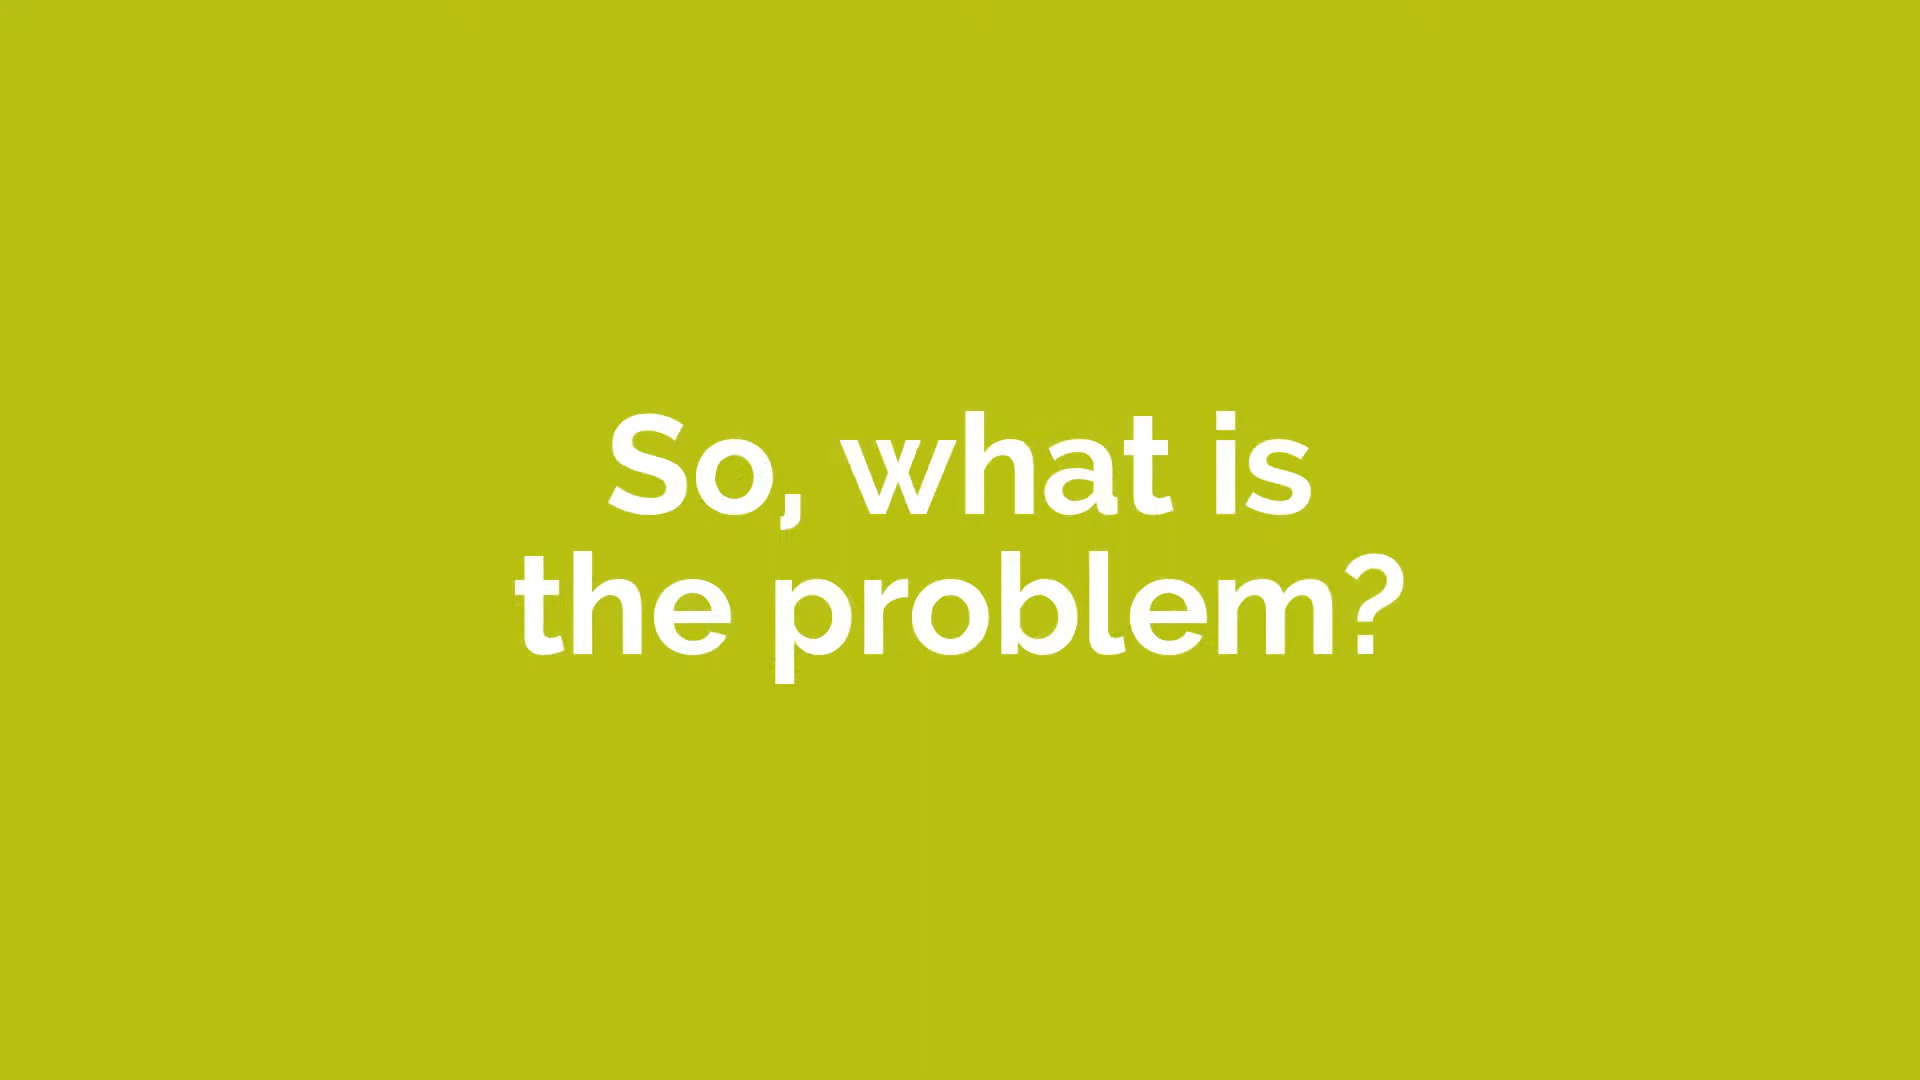 So, what is
the problem?